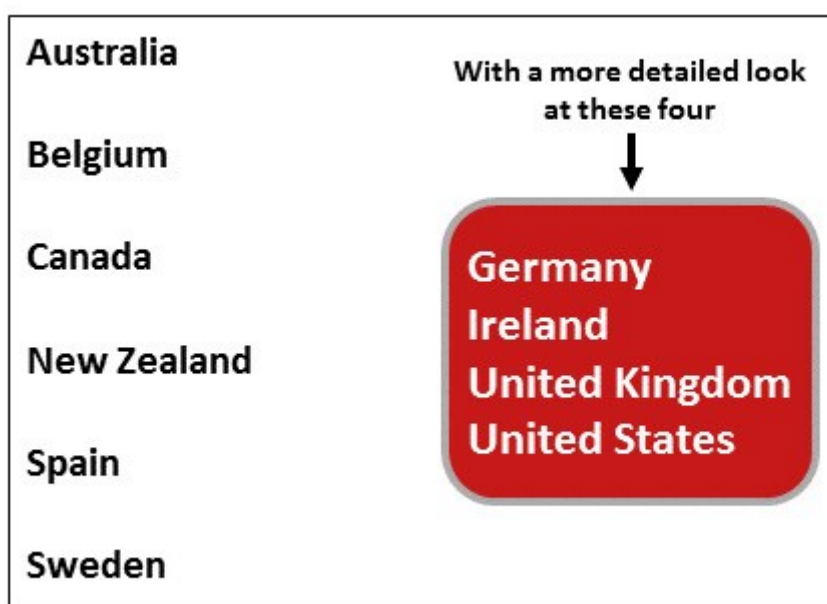 Australia
Belgium
Canada
New Zealand
Spain
Sweden
With a more detailed look
at these four
Germany
Ireland
United Kingdom
United States